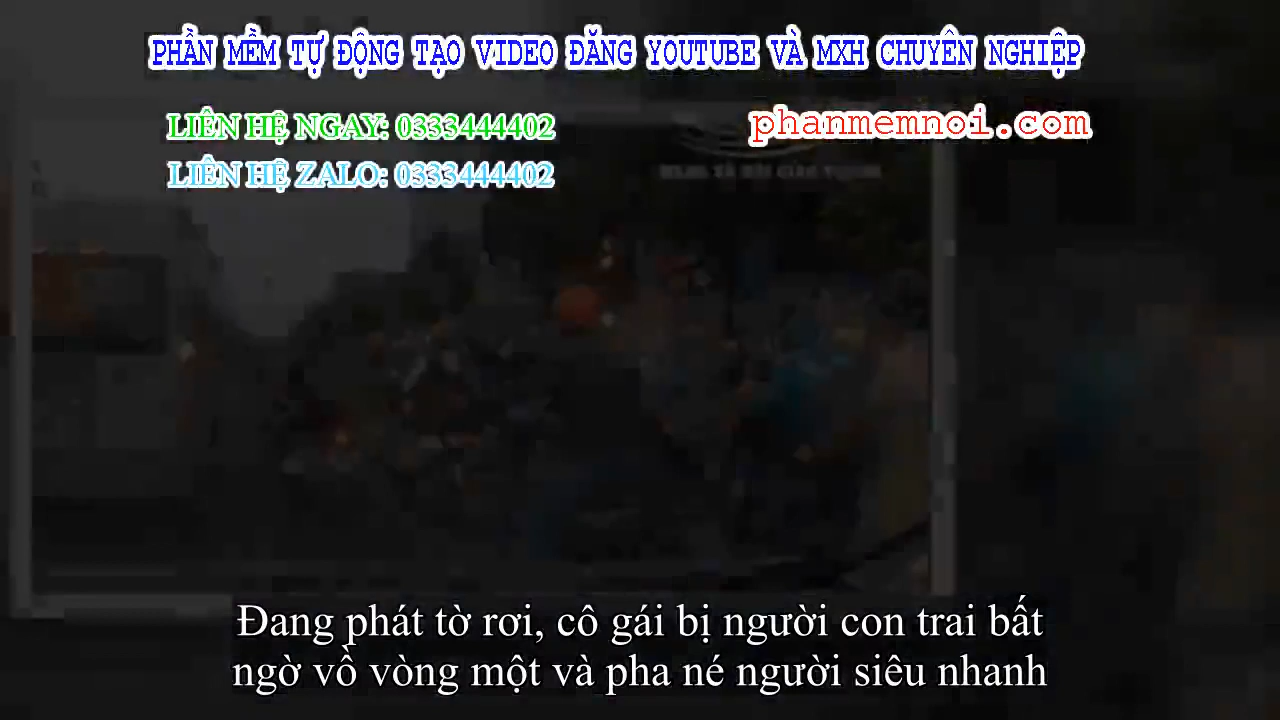 PHẦN MỀM TỰ ĐỘNG TẠO VIDEO ĐĂNG YOUTUBE VÀ MXH CHUYÊN NGHIỆP
LIÊN HỆ NGAY: 0333444402
phanmemnoi.com
LIÊN HỆ ZALO: 0333444402
Đang phát tờ rơi, cô gái bị người con trai bất
ngờ vồ vòng một và pha né người siêu nhanh